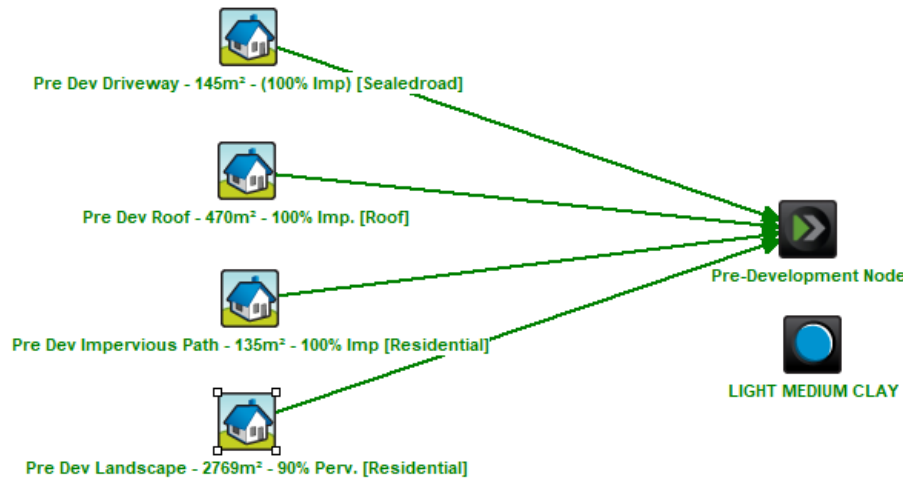 Pre Dev Driveway - 145m² - (100% Imp) [Sealedroad]
Pre Dev Roof - 470m² - 100% Imp. [Roof]
Pre-Development Node
Pre Dev Impervious Path - 135m² - 100% Imp [Residential]
LIGHT MEDIUM CLAY
Pre Dev Landscape - 2769m² - 90% Perv. [Residential]